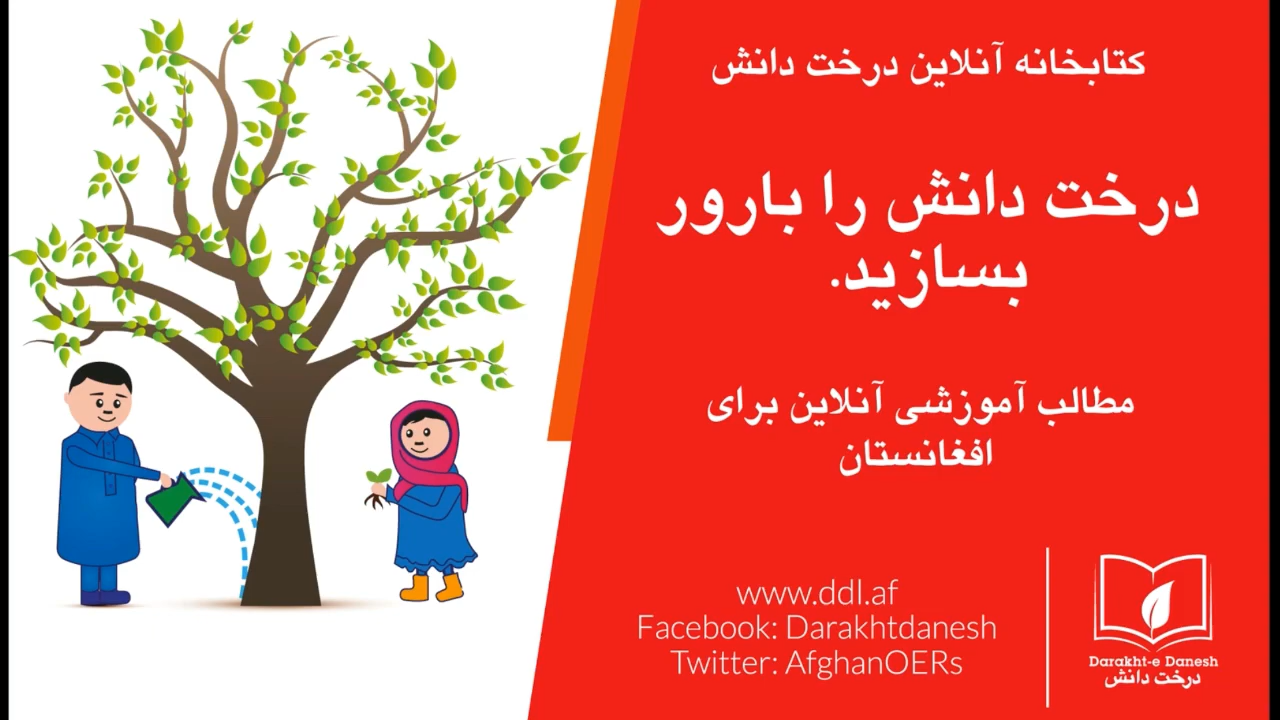 کتابخانه آنلاین درخت دانش
درخت دانش را بارور
بسازید.
مطالب آموزشی آنلاین برای
افغانستان
www.ddl.af
Facebook: Darakhtdanesh
Twitter: AfghanOERs
Darakht-e Danesh
درخت دانش